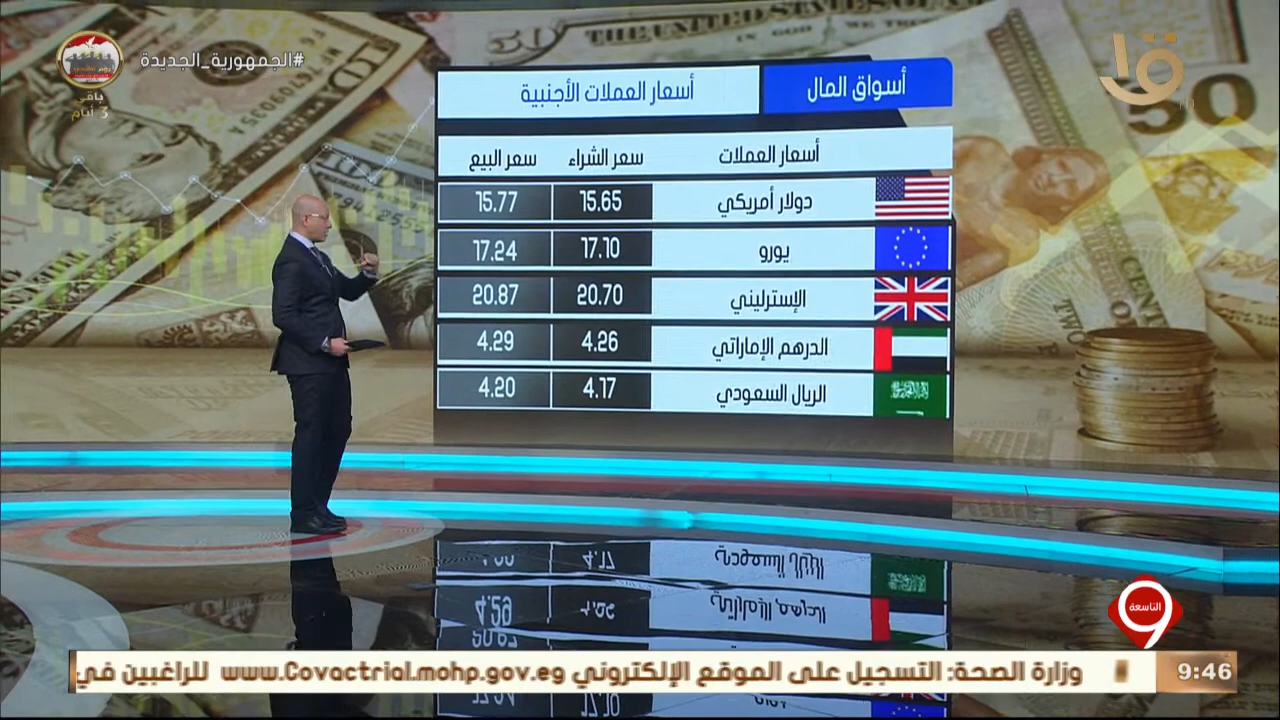 #الجمهورية_الجديدة
باقي
3 أيام
أسواق المال
أسعار العملات الأجنبية
أسعار العملات سعر الشراء سعر البيع
دولار أمريكي 15.65 15.77
يورو 17.10 17.24
الإسترليني 20.70 20.87
الدرهم الإماراتي 4.26 4.29
الريال السعودي 4.17 4.20
50
التاسعة
9
9:46
وزارة الصحة: التسجيل على الموقع الإلكتروني www.Covactrial.mohp.gov.eg للراغبين في